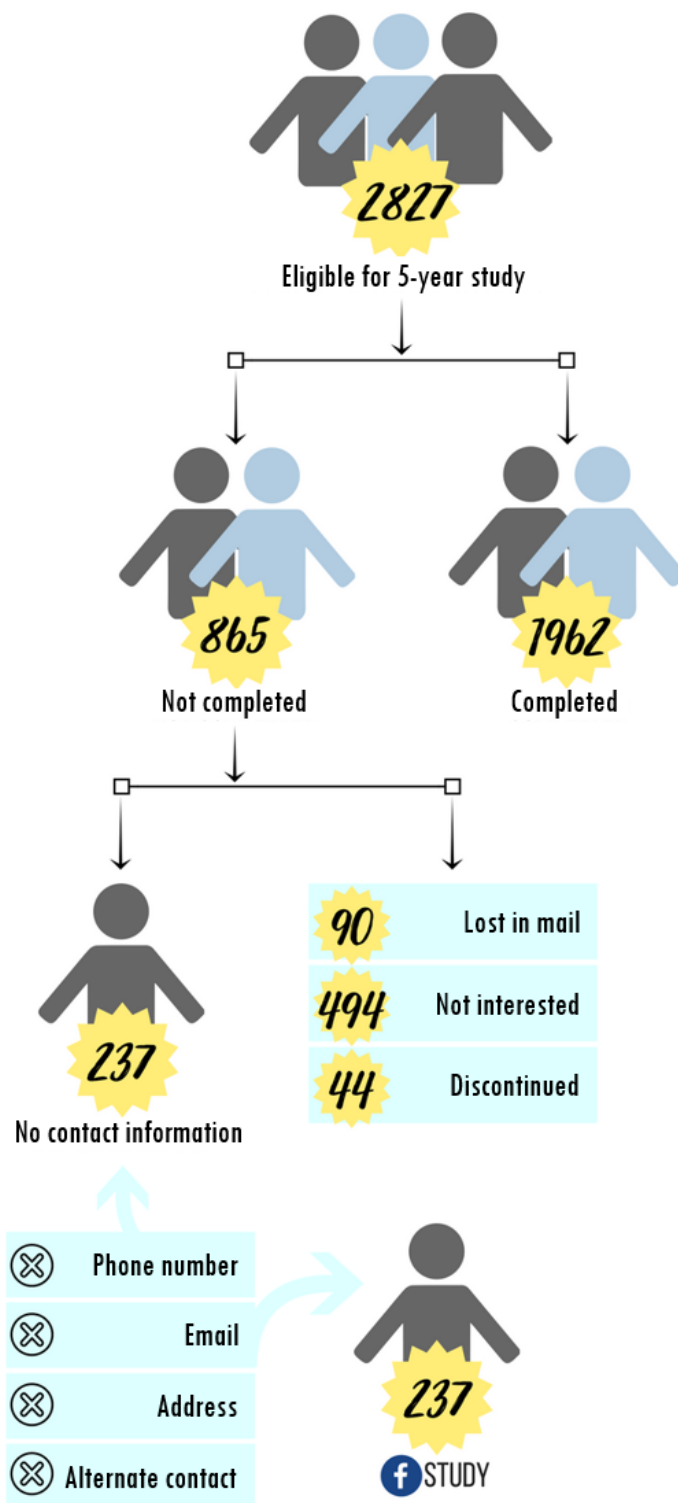 2827
Eligible for 5-year study
865
Not completed
1962
Completed
237
No contact information
90 Lost in mail
494 Not interested
44 Discontinued
Phone number
Email
Address
Alternate contact
237
f STUDY